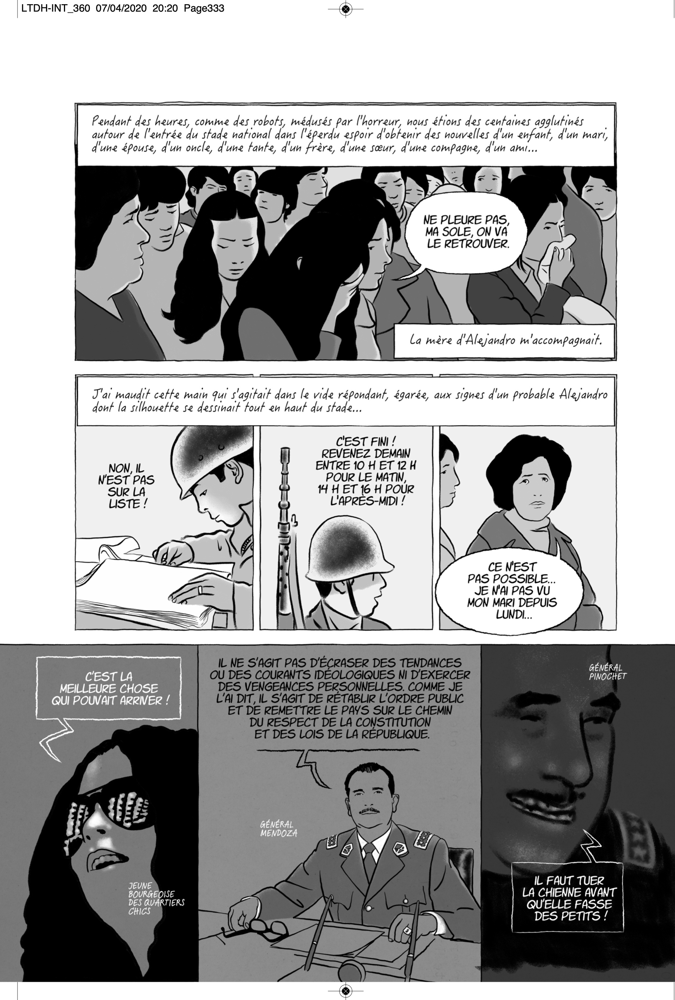 LTDH-INT_360 07/04/2020 20:20 Page333
Pendant des heures, comme des robots, médusés par l'horreur, nous étions des centaines agglutinés
autour de l'entrée du stade national dans l'éperdu espoir d'obtenir des nouvelles d'un enfant, d'un mari,
d'une épouse, d'un oncle, d'une tante, d'un frère, d'une sœur, d'une compagne, d'un ami...
NE PLEURE PAS,
MA SOLE, ON VA
LE RETROUVER.
La mère d'Alejandro m'accompagnait.
J'ai maudit cette main qui s'agitait dans le vide répondant, égarée, aux signes d'un probable Alejandro
dont la silhouette se dessinait tout en haut du stade...
NON, IL
N'EST PAS
SUR LA
LISTE !
C'EST FINI !
REVENEZ DEMAIN
ENTRE 10 H ET 12 H
POUR LE MATIN,
14 H ET 16 H POUR
L'APRÈS-MIDI !
CE N'EST
PAS POSSIBLE...
JE N'AI PAS VU
MON MARI DEPUIS
LUNDI...
C'EST LA
MEILLEURE CHOSE
QUI POUVAIT ARRIVER !
JEUNE
BOURGEOISE
DES QUARTIERS
CHICS
IL NE S'AGIT PAS D'ÉCRASER DES TENDANCES
OU DES COURANTS IDÉOLOGIQUES NI D'EXERCER
DES VENGEANCES PERSONNELLES. COMME JE
L'AI DIT, IL S'AGIT DE RÉTABLIR L'ORDRE PUBLIC
ET DE REMETTRE LE PAYS SUR LE CHEMIN
DU RESPECT DE LA CONSTITUTION
ET DES LOIS DE LA RÉPUBLIQUE.
GÉNÉRAL
MENDOZA
GÉNÉRAL
PINOCHET
IL FAUT TUER
LA CHIENNE AVANT
QU'ELLE FASSE
DES PETITS !